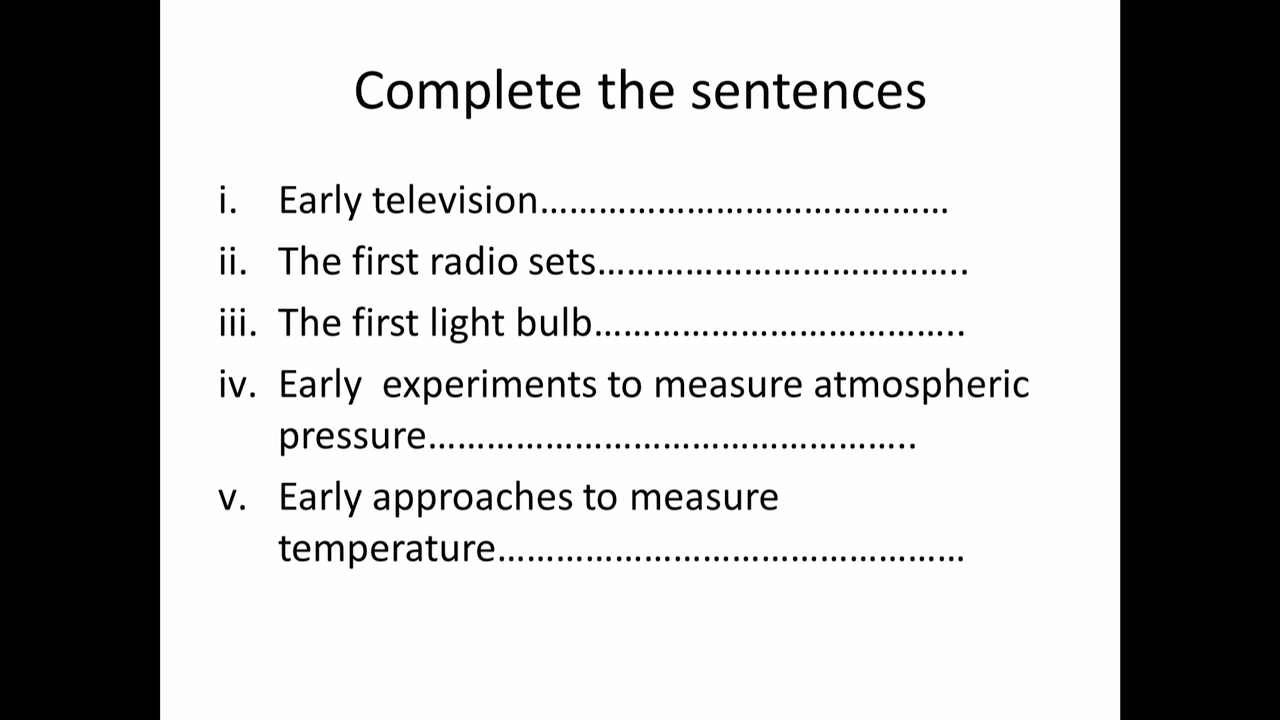 Complete the sentences
i. Early television……………………………………
ii. The first radio sets………………………………..
iii. The first light bulb………………………………..
iv. Early  experiments to measure atmospheric
pressure…………………………………………..
v. Early approaches to measure
temperature…………………………………………